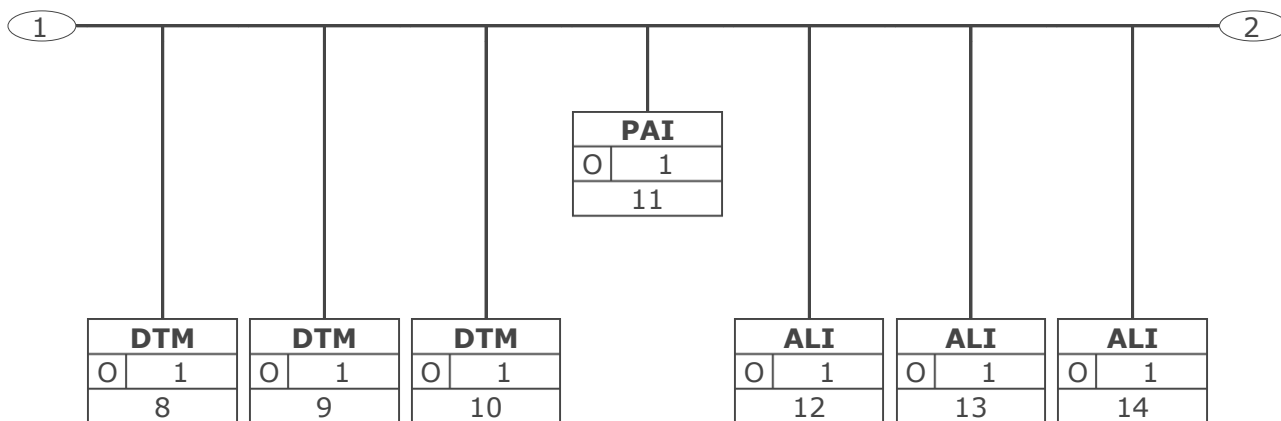 1
2
PAI
O 1
11
DTM DTM DTM ALI ALI ALI
O 1 O 1 O 1 O 1 O 1 O 1
8 9 10 12 13 14